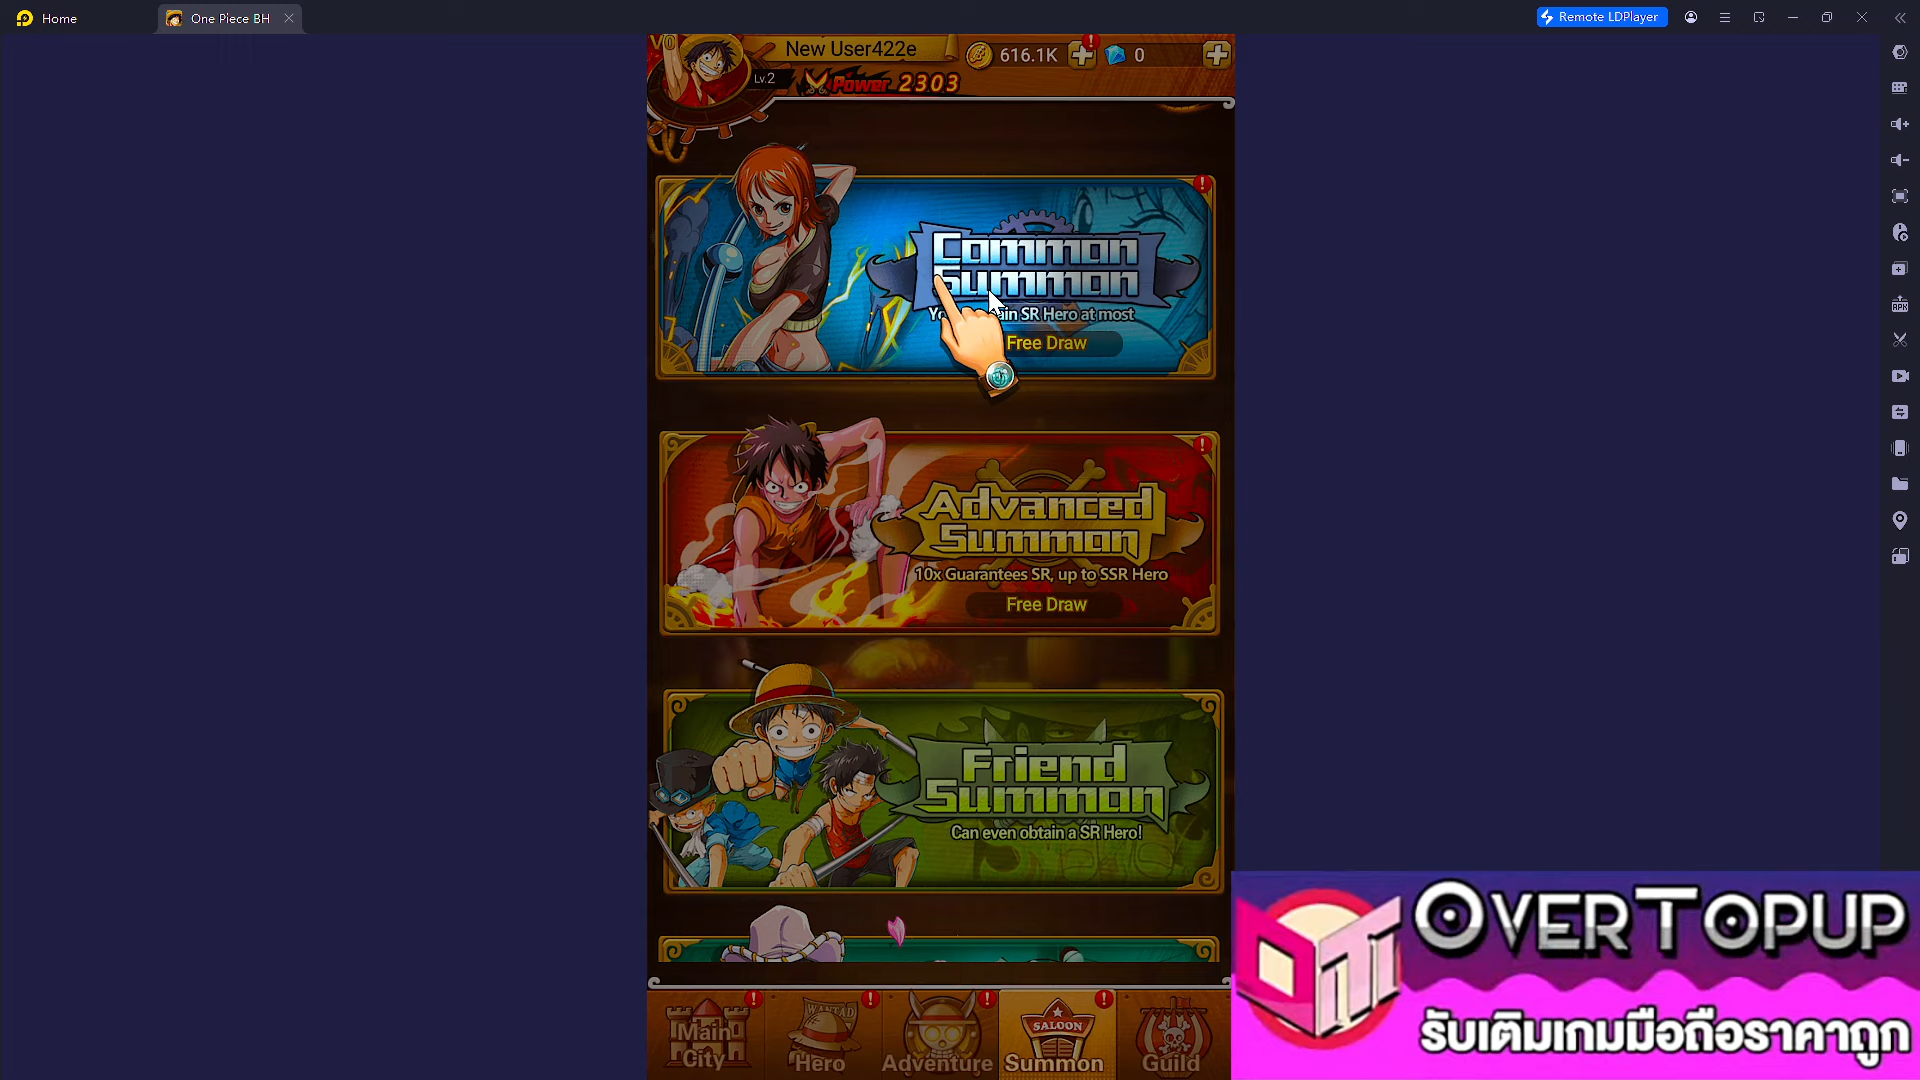 Home
One Piece BH
Remote LDPlayer
V0
New User422e
616.1K
0
Lv.2
Power 2303
Common
Summon
SR Hero at most
Free Draw
Advanced
Summon
10x Guarantees SR, up to SSR Hero
Free Draw
Friend
Summon
Can even obtain a SR Hero!
Main
City
WANTAD
Hero
Adventure
SALOON
Summon
Guild
OVERTOPUP
รับเติมเกมมือถือราคาถูก